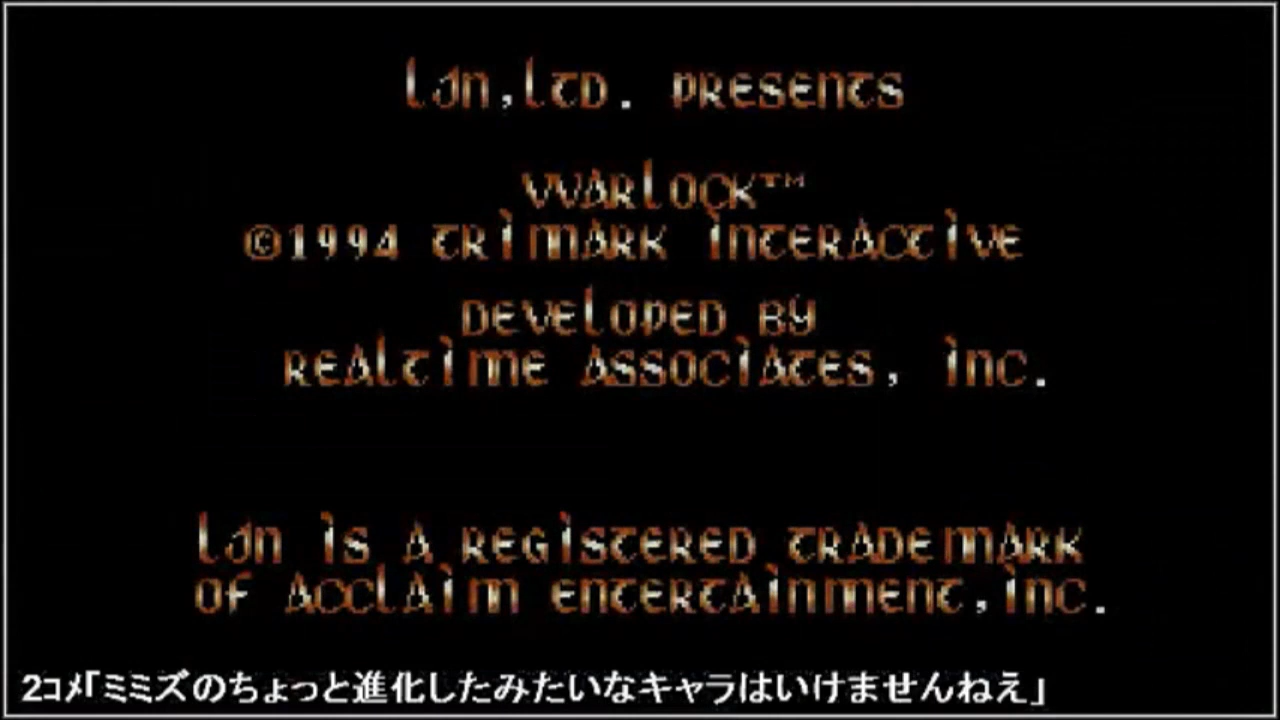 LJN,LTD. PRESENTS
WARLOCK™
©1994 TRIMARK INTERACTIVE
DEVELOPED BY
REALTIME ASSOCIATES, INC.
LJN IS A REGISTERED TRADEMARK
OF ACCLAIM ENTERTAINMENT,INC.
2ｺﾒ｢ミミズのちょっと進化したみたいなキャラはいけませんねえ」